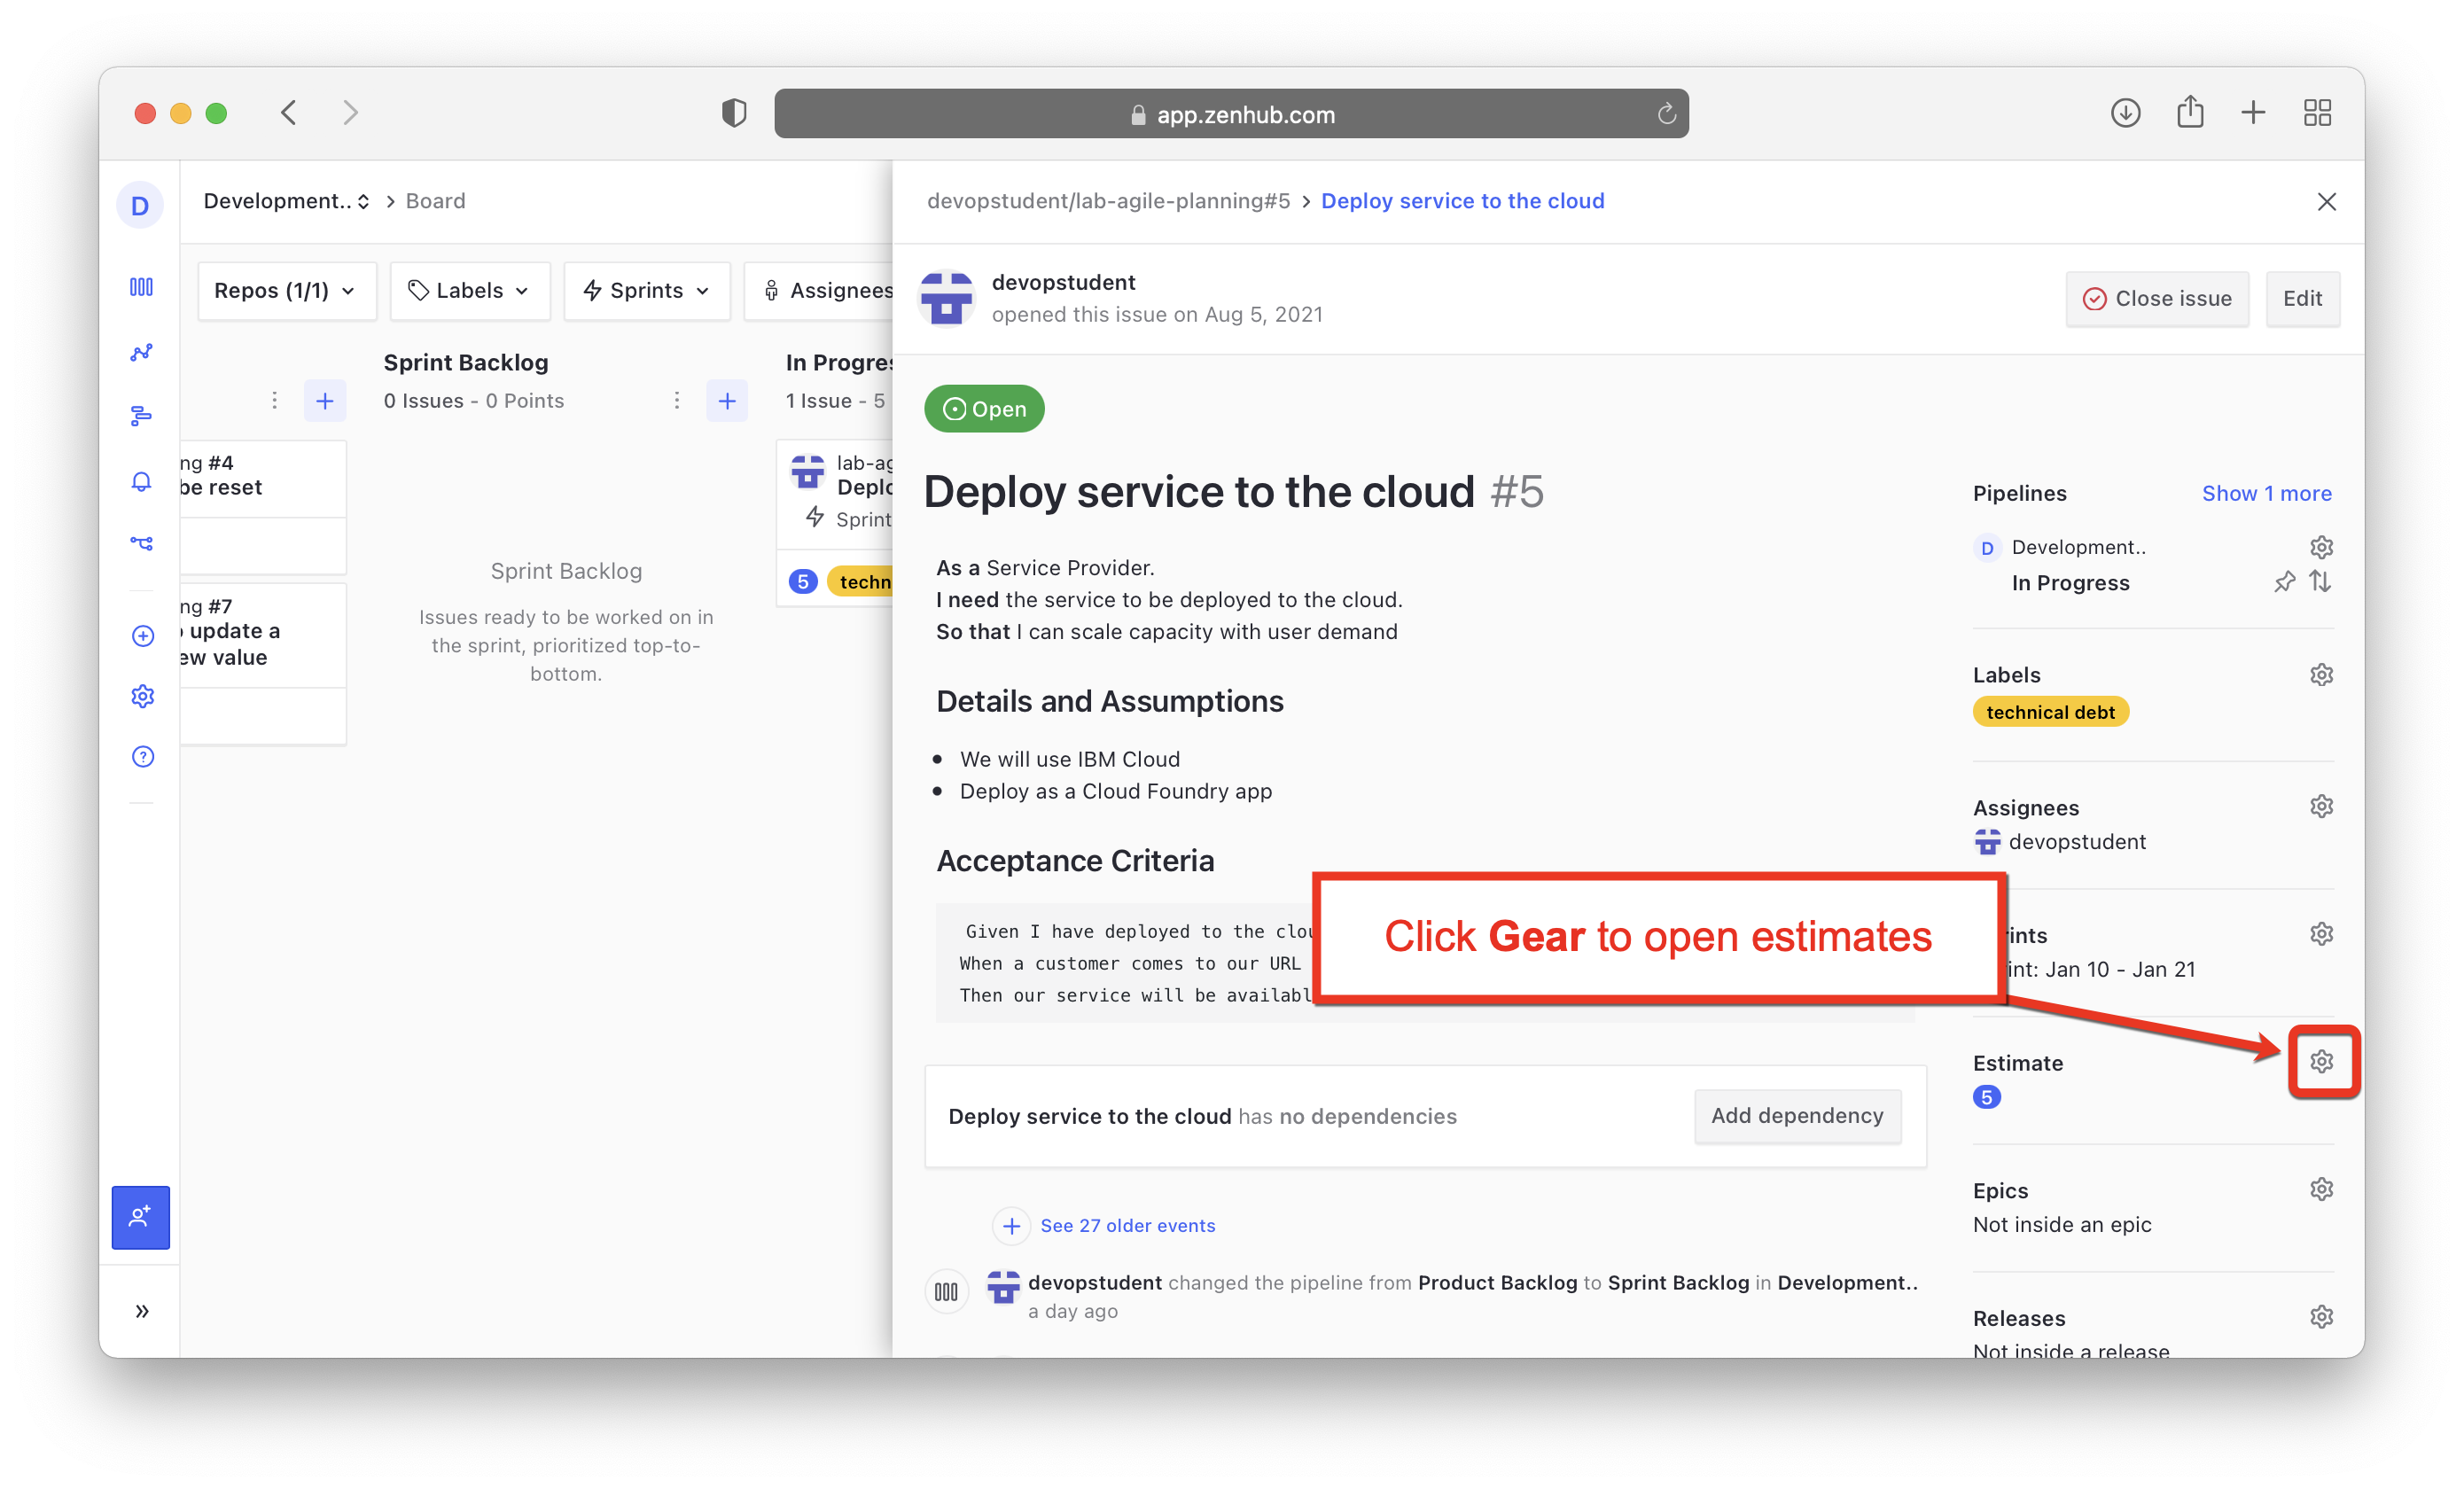 app.zenhub.com
D
Development..
Board
devopstudent/lab-agile-planning#5 > Deploy service to the cloud
Repos (1/1)
Labels
Sprints
Assignees
devopstudent
opened this issue on Aug 5, 2021
Close issue
Edit
Sprint Backlog
0 Issues - 0 Points
In Progres
1 Issue - 5
ng #4
be reset
ng #7
update a
ew value
Sprint Backlog
Issues ready to be worked on in
the sprint, prioritized top-to-
bottom.
lab-ag
Deplo
Sprint
5
techn
Open
Deploy service to the cloud #5
As a Service Provider.
I need the service to be deployed to the cloud.
So that I can scale capacity with user demand
Details and Assumptions
We will use IBM Cloud
Deploy as a Cloud Foundry app
Acceptance Criteria
Given I have deployed to the clou
When a customer comes to our URL
Then our service will be availabl
Click Gear to open estimates
Deploy service to the cloud has no dependencies
Add dependency
See 27 older events
devopstudent changed the pipeline from Product Backlog to Sprint Backlog in Development..
a day ago
Pipelines
Show 1 more
D
Development..
In Progress
Labels
technical debt
Assignees
devopstudent
ints
int: Jan 10 - Jan 21
Estimate
5
Epics
Not inside an epic
Releases
Not inside a release